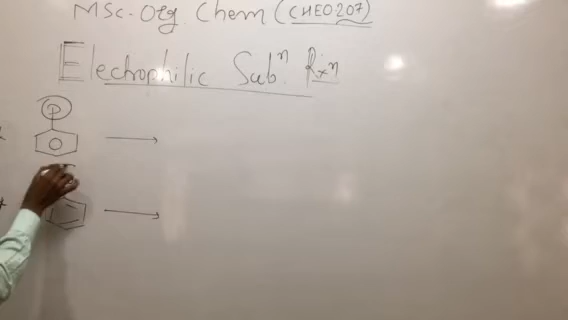 MSc. Org. Chem (CHEO207)
Electrophilic Subⁿ. Rxⁿ
D